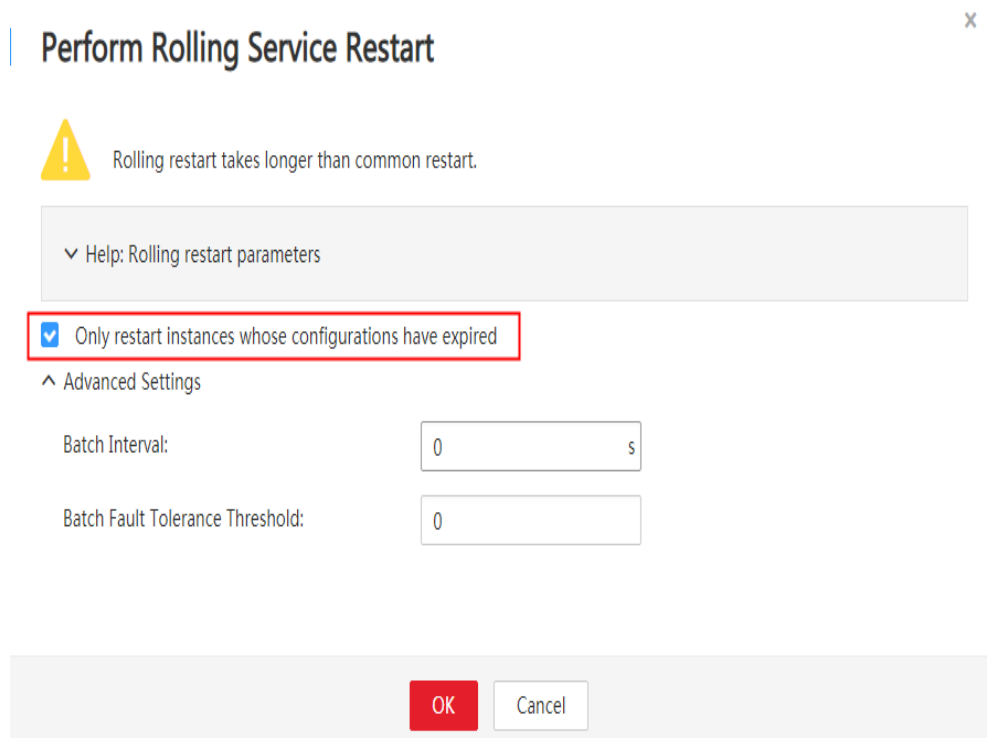 x
Perform Rolling Service Restart
Rolling restart takes longer than common restart.
Help: Rolling restart parameters
Only restart instances whose configurations have expired
Advanced Settings
Batch Interval: 0 s
Batch Fault Tolerance Threshold: 0
OK Cancel